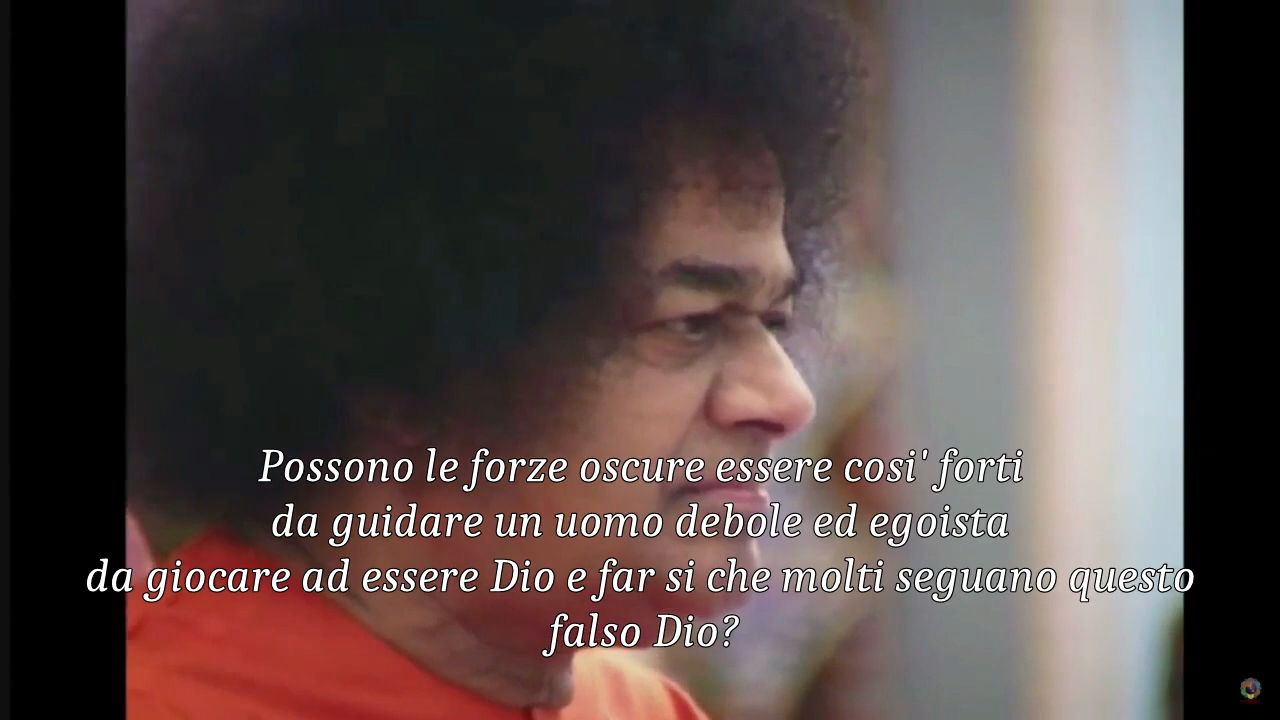 Possono le forze oscure essere cosi' forti
da guidare un uomo debole ed egoista
da giocare ad essere Dio e far si che molti seguano questo
falso Dio?